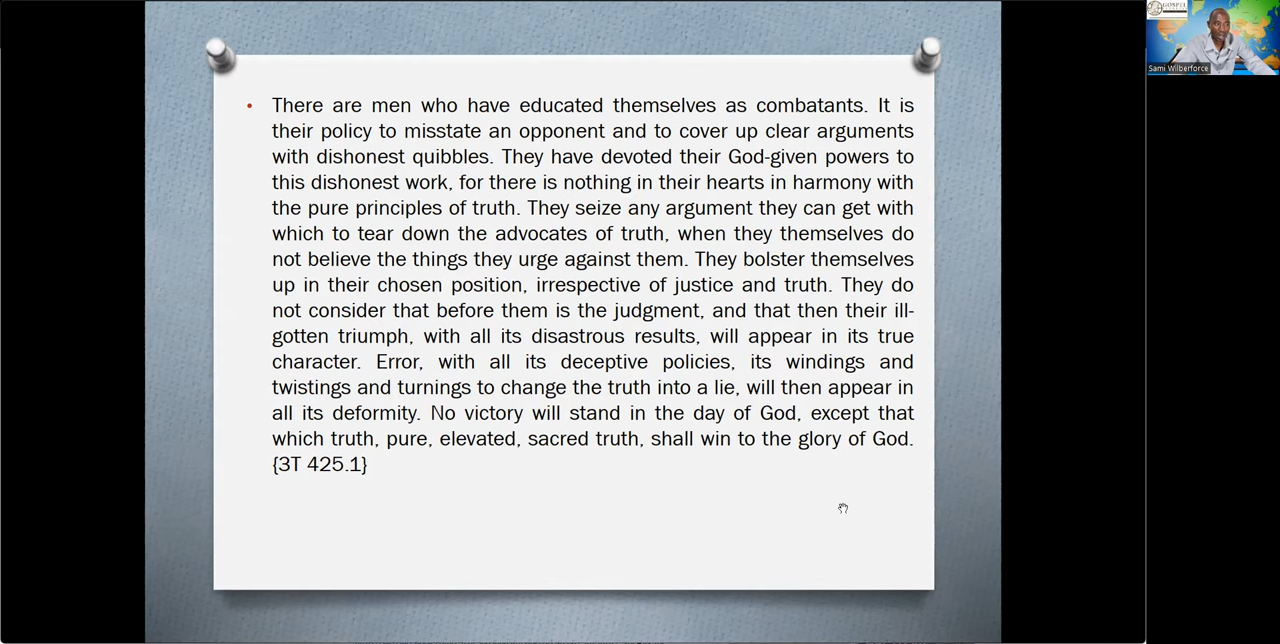 • There are men who have educated themselves as combatants. It is
their policy to misstate an opponent and to cover up clear arguments
with dishonest quibbles. They have devoted their God-given powers to
this dishonest work, for there is nothing in their hearts in harmony with
the pure principles of truth. They seize any argument they can get with
which to tear down the advocates of truth, when they themselves do
not believe the things they urge against them. They bolster themselves
up in their chosen position, irrespective of justice and truth. They do
not consider that before them is the judgment, and that then their ill-
gotten triumph, with all its disastrous results, will appear in its true
character. Error, with all its deceptive policies, its windings and
twistings and turnings to change the truth into a lie, will then appear in
all its deformity. No victory will stand in the day of God, except that
which truth, pure, elevated, sacred truth, shall win to the glory of God.
{3T 425.1}
GOSPEL
Sami Wilberforce